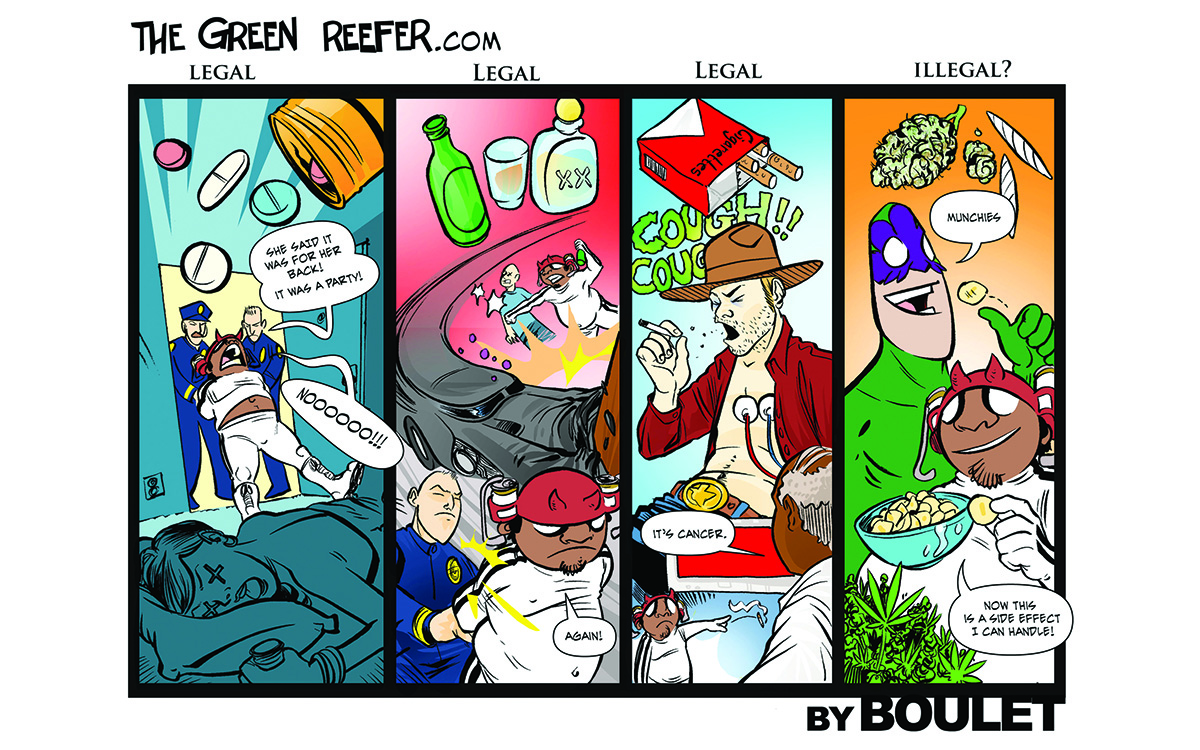 THE GREEN REEFER.COM
LEGAL
LEGAL
LEGAL
ILLEGAL?
SHE SAID IT
WAS FOR HER
BACK!
IT WAS A PARTY!
NOOOOOO!!!
XX
AGAIN!
Cigarettes
COUGH!!
COUG
IT'S CANCER.
MUNCHIES
NOW THIS
IS A SIDE EFFECT
I CAN HANDLE!
BY BOULET